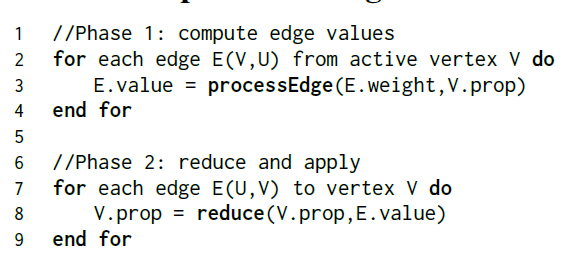 1 //Phase 1: compute edge values
2 for each edge E(V,U) from active vertex V do
3 E.value = processEdge(E.weight,V.prop)
4 end for
5
6 //Phase 2: reduce and apply
7 for each edge E(U,V) to vertex V do
8 V.prop = reduce(V.prop,E.value)
9 end for